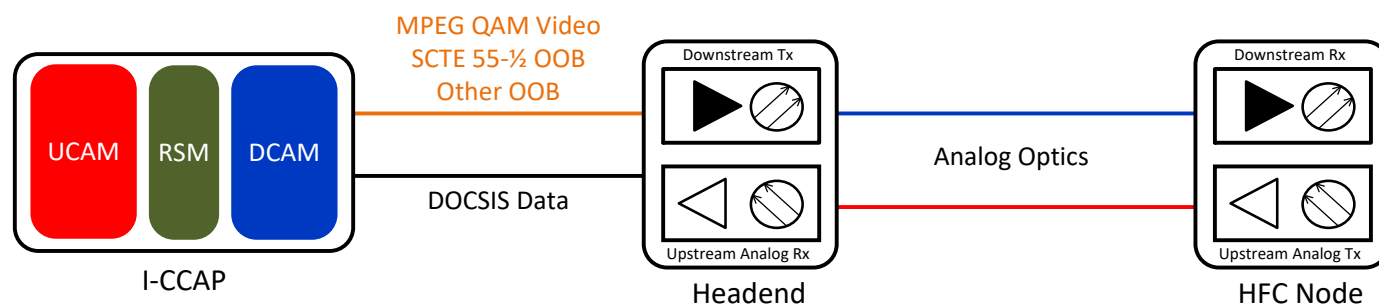 MPEG QAM Video
SCTE 55-½ OOB
Other OOB
UCAM
RSM
DCAM
DOCSIS Data
I-CCAP
Downstream Tx
Upstream Analog Rx
Headend
Analog Optics
Downstream Rx
Upstream Analog Tx
HFC Node